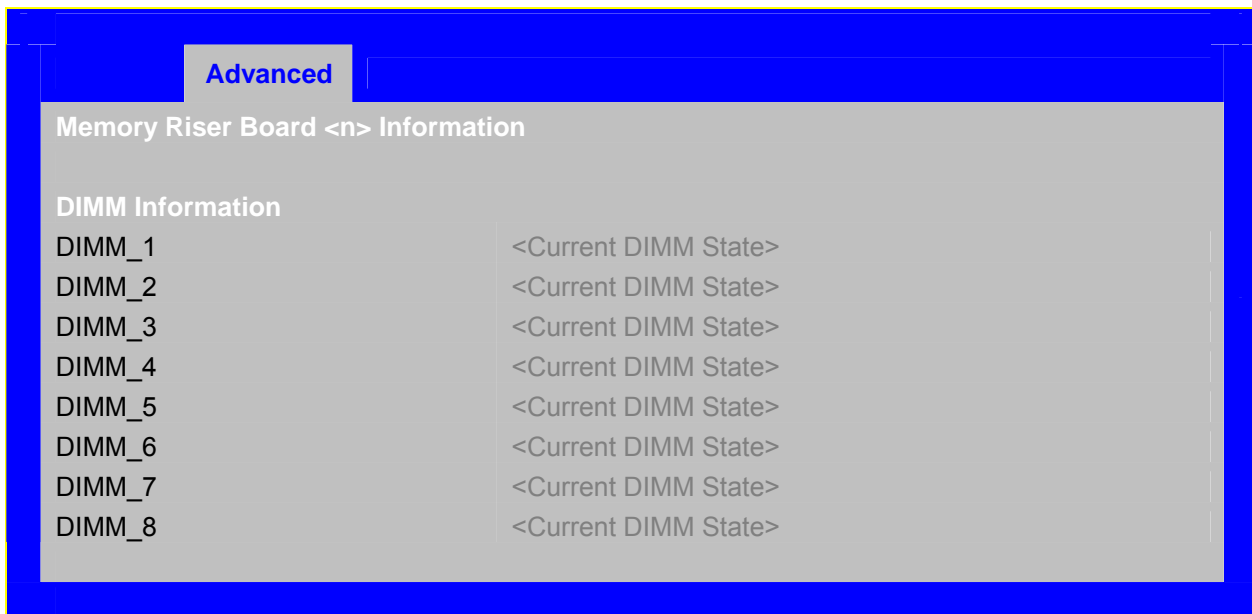 Advanced
Memory Riser Board <n> Information
DIMM Information
DIMM_1 <Current DIMM State>
DIMM_2 <Current DIMM State>
DIMM_3 <Current DIMM State>
DIMM_4 <Current DIMM State>
DIMM_5 <Current DIMM State>
DIMM_6 <Current DIMM State>
DIMM_7 <Current DIMM State>
DIMM_8 <Current DIMM State>